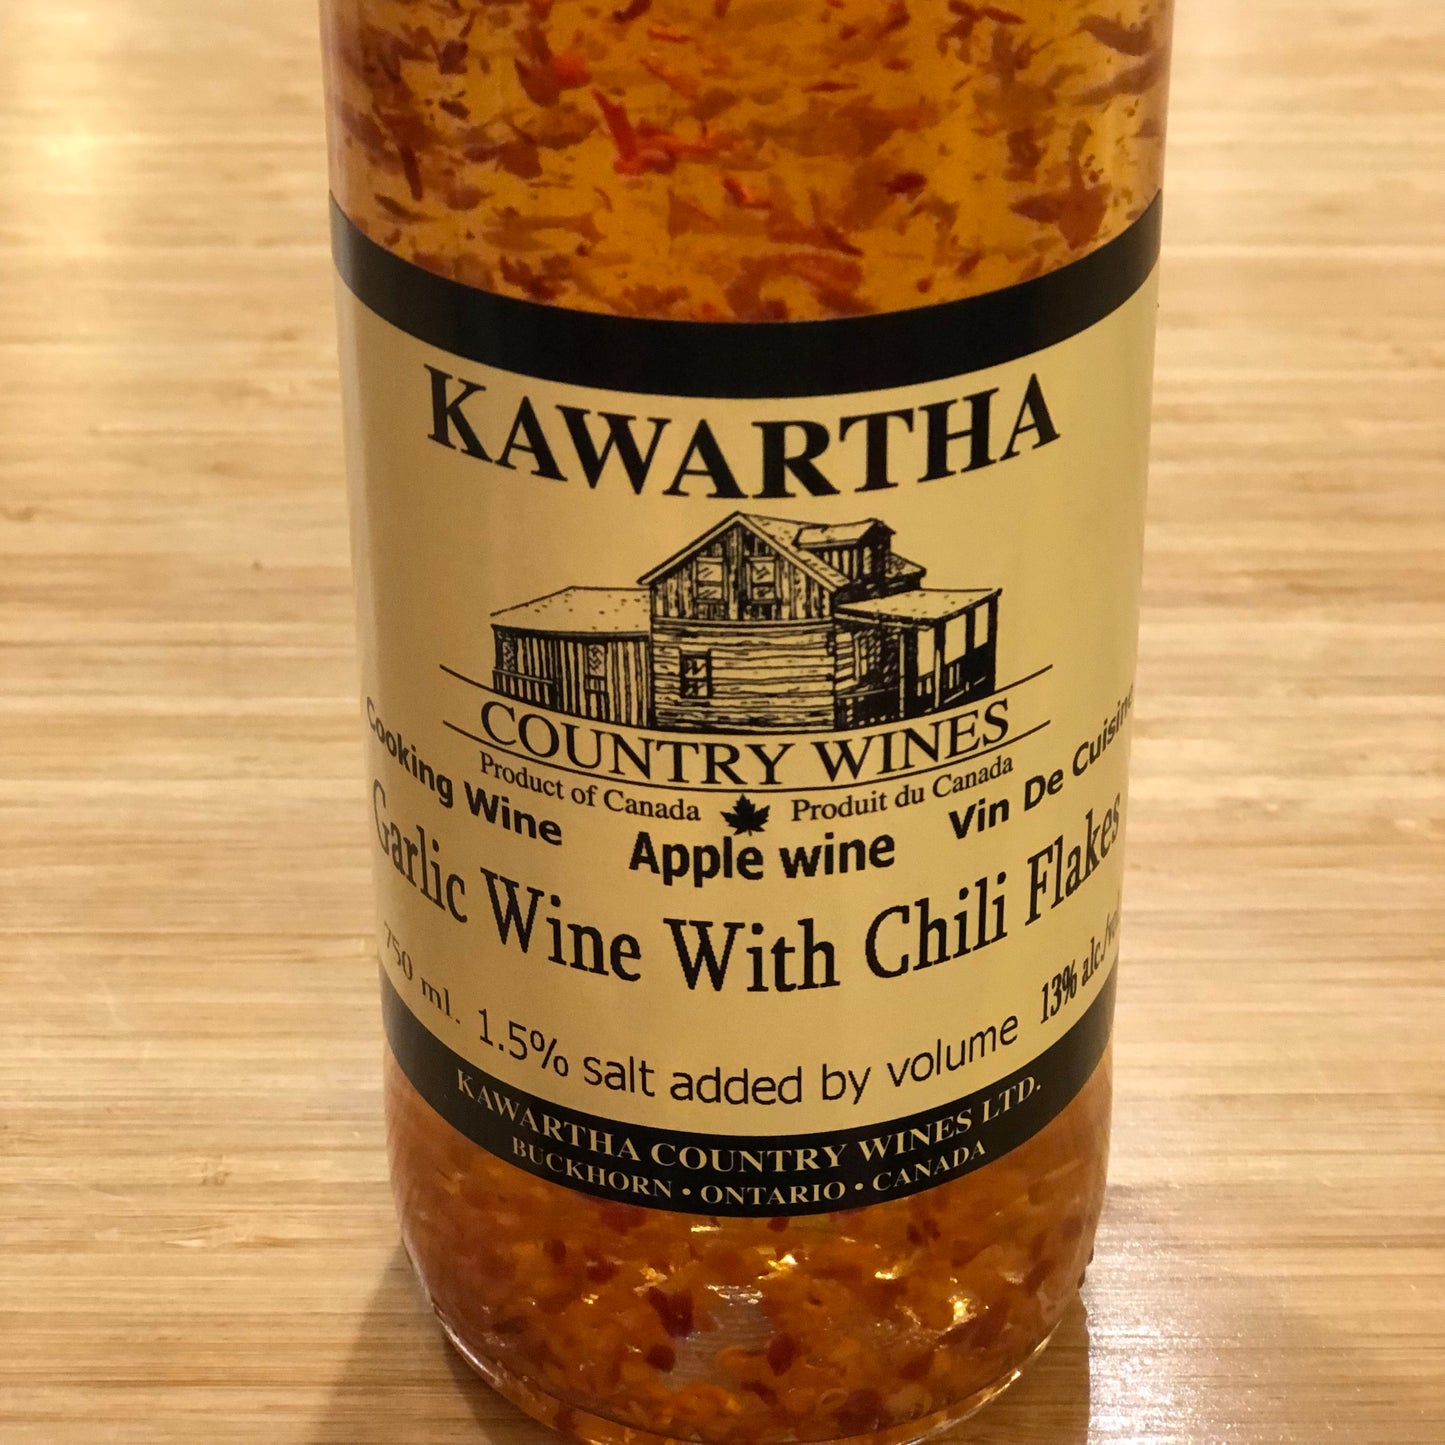 KAWARTHA
COUNTRY WINES
Product of Canada Produit du Canada
Cooking Wine Apple wine Vin De Cuisine
Garlic Wine With Chili Flakes
750 ml. 1.5% salt added by volume 13% alc./vol.
KAWARTHA COUNTRY WINES LTD.
BUCKHORN • ONTARIO • CANADA